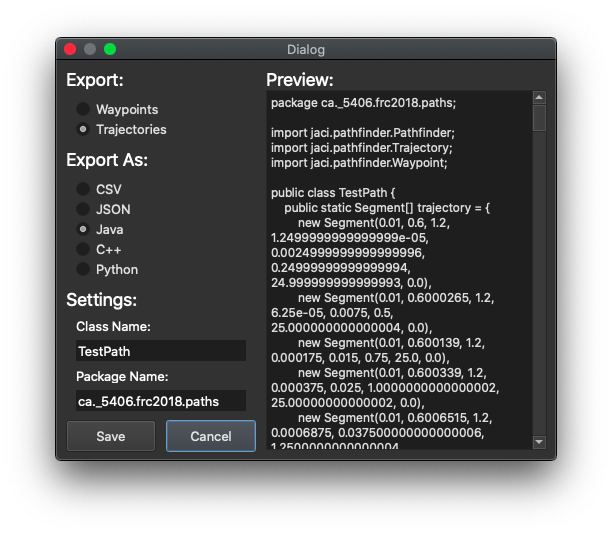 Dialog
Export:
Waypoints
Trajectories
Export As:
CSV
JSON
Java
C++
Python
Settings:
Class Name:
TestPath
Package Name:
ca._5406.frc2018.paths
Save
Cancel
Preview:
package ca._5406.frc2018.paths;
import jaci.pathfinder.Pathfinder;
import jaci.pathfinder.Trajectory;
import jaci.pathfinder.Waypoint;
public class TestPath {
public static Segment[] trajectory = {
new Segment(0.01, 0.6, 1.2,
1.2499999999999999e-05,
0.0024999999999999996,
0.24999999999999994,
24.999999999999993, 0.0),
new Segment(0.01, 0.6000265, 1.2,
6.25e-05, 0.0075, 0.5,
25.000000000000004, 0.0),
new Segment(0.01, 0.600139, 1.2,
0.000175, 0.015, 0.75, 25.0, 0.0),
new Segment(0.01, 0.600339, 1.2,
0.000375, 0.025, 1.0000000000000002,
25.00000000000002, 0.0),
new Segment(0.01, 0.6006515, 1.2,
0.0006875, 0.037500000000000006,
1.2500000000000004,